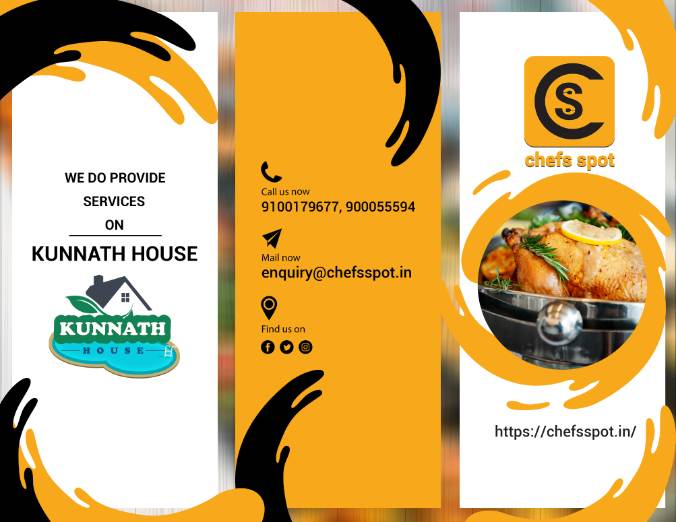 WE DO PROVIDE
SERVICES
ON
KUNNATH HOUSE
KUNNATH
HOUSE
Call us now
9100179677, 900055594
Mail now
enquiry@chefsspot.in
Find us on
CS
chefs spot
https://chefsspot.in/